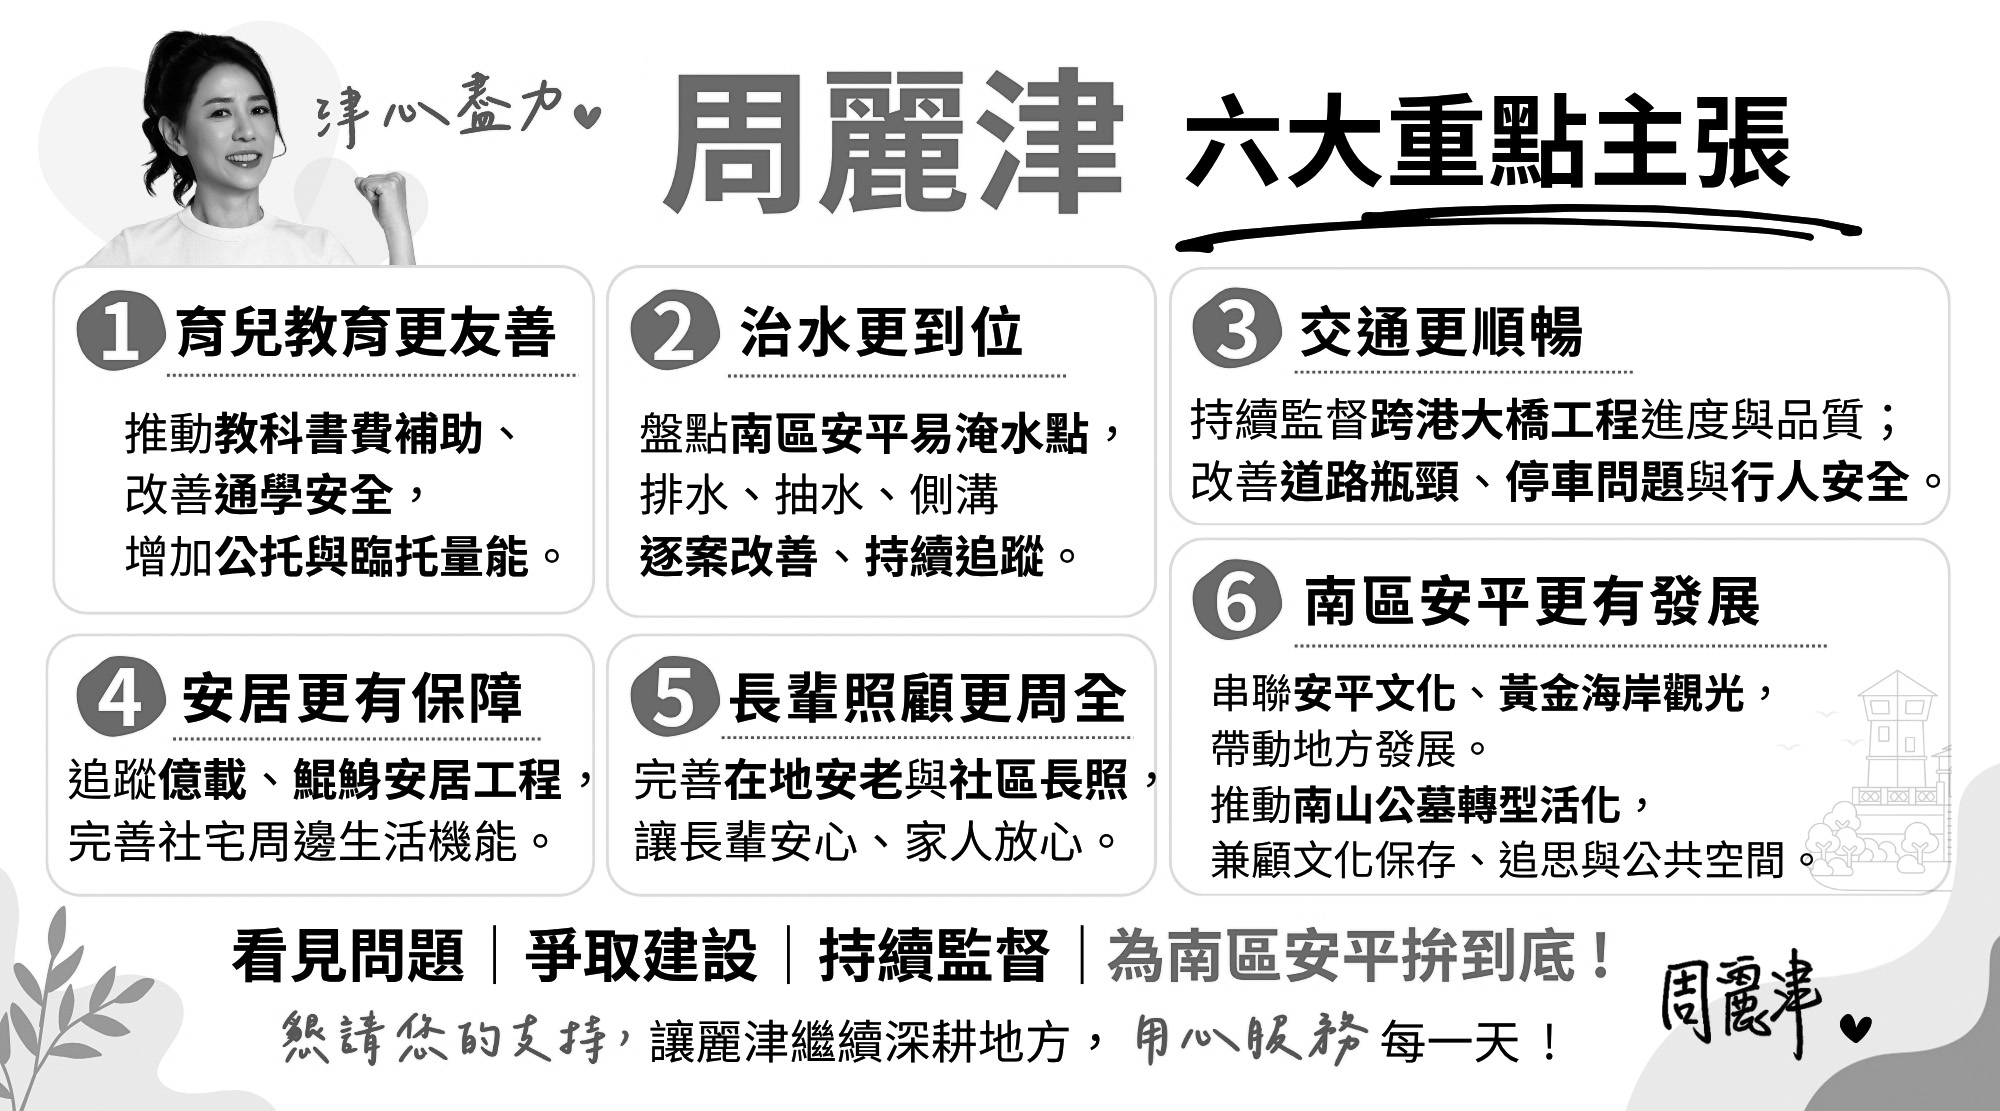 津心盡力
周麗津 六大重點主張
1 育兒教育更友善
推動教科書費補助、
改善通學安全，
增加公托與臨托量能。
2 治水更到位
盤點南區安平易淹水點，
排水、抽水、側溝
逐案改善、持續追蹤。
3 交通更順暢
持續監督跨港大橋工程進度與品質；
改善道路瓶頸、停車問題與行人安全。
4 安居更有保障
追蹤億載、鯤鯓安居工程，
完善社宅周邊生活機能。
5 長輩照顧更周全
完善在地安老與社區長照，
讓長輩安心、家人放心。
6 南區安平更有發展
串聯安平文化、黃金海岸觀光，
帶動地方發展。
推動南山公墓轉型活化，
兼顧文化保存、追思與公共空間。
看見問題｜爭取建設｜持續監督｜為南區安平拚到底！
懇請您的支持，讓麗津繼續深耕地方，用心服務每一天！
周麗津